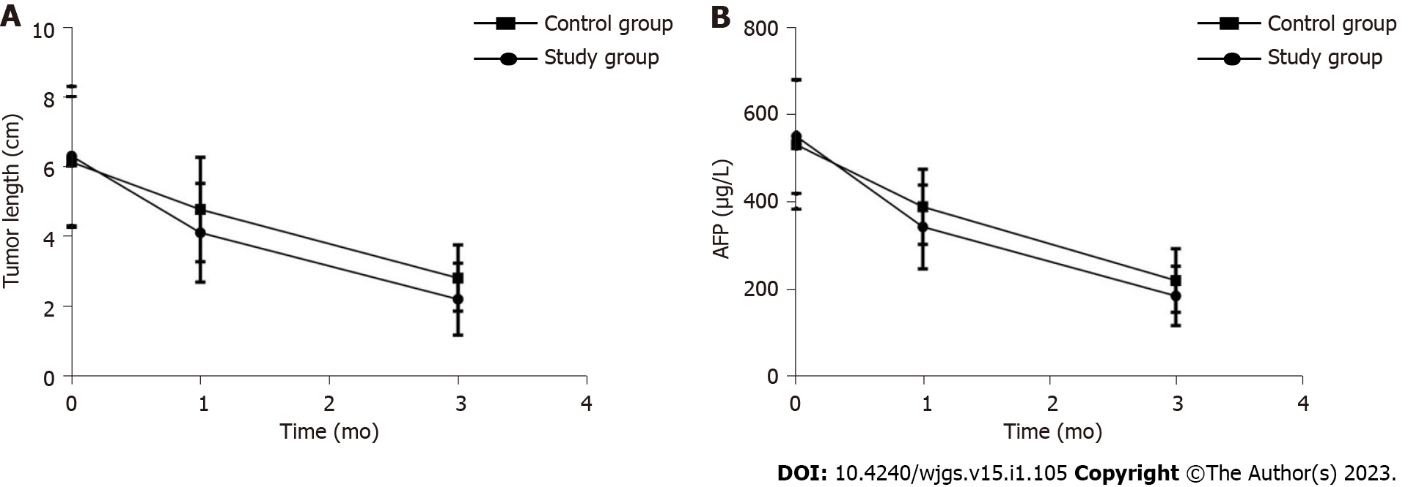 A
Control group
Study group
10
8
6
4
2
0
Tumor length (cm)
0 1 2 3 4
Time (mo)
B
Control group
Study group
800
600
400
200
0
AFP (µg/L)
0 1 2 3 4
Time (mo)
DOI: 10.4240/wjgs.v15.i1.105 Copyright ©The Author(s) 2023.